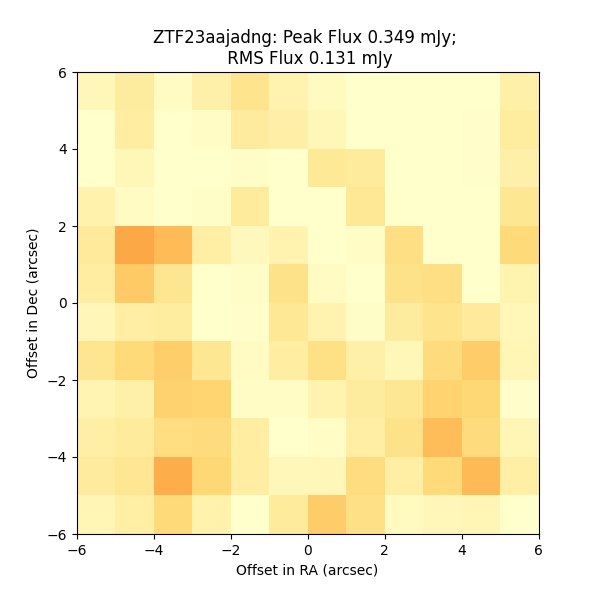 ZTF23aajadng: Peak Flux 0.349 mJy;
RMS Flux 0.131 mJy
6
4
2
0
−2
−4
−6
Offset in Dec (arcsec)
−6 −4 −2 0 2 4 6
Offset in RA (arcsec)